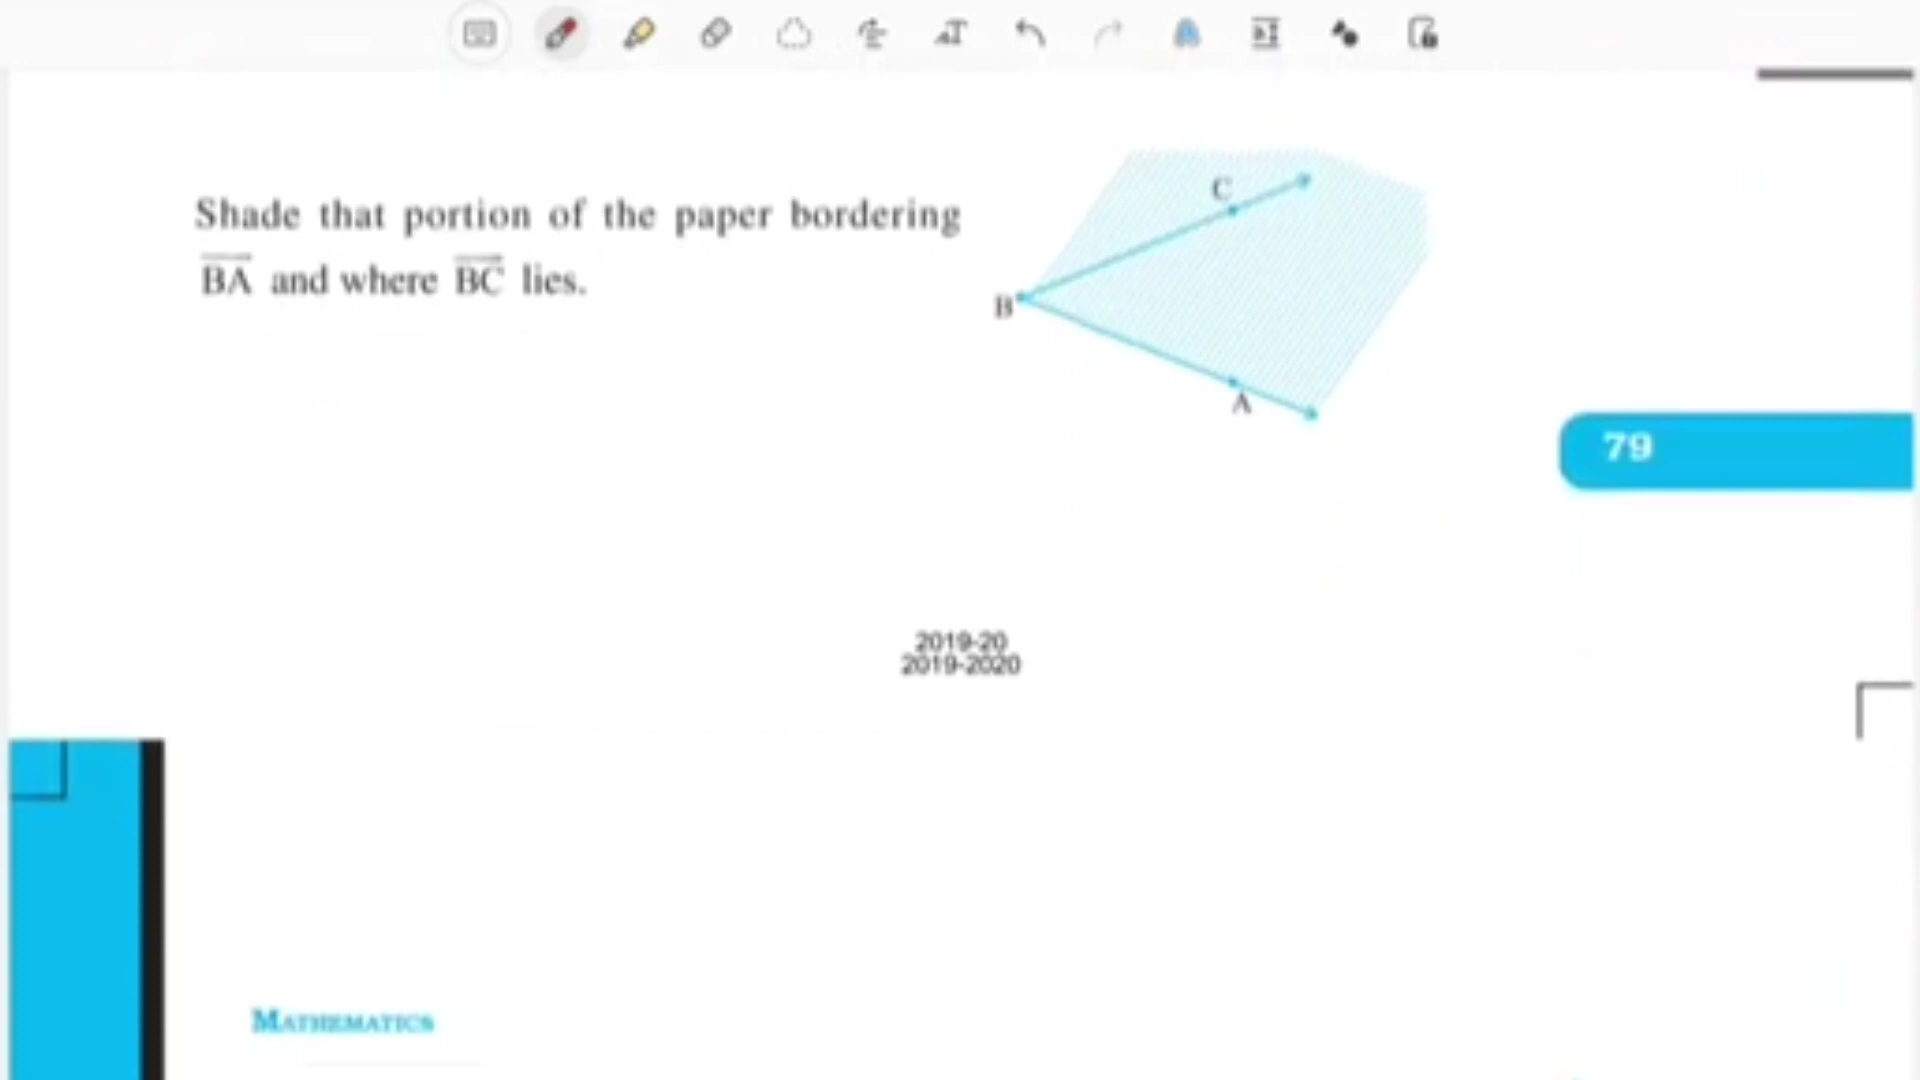 Shade that portion of the paper bordering
BA and where BC lies.
C
B
A
79
2019-20
2019-2020
MATHEMATICS